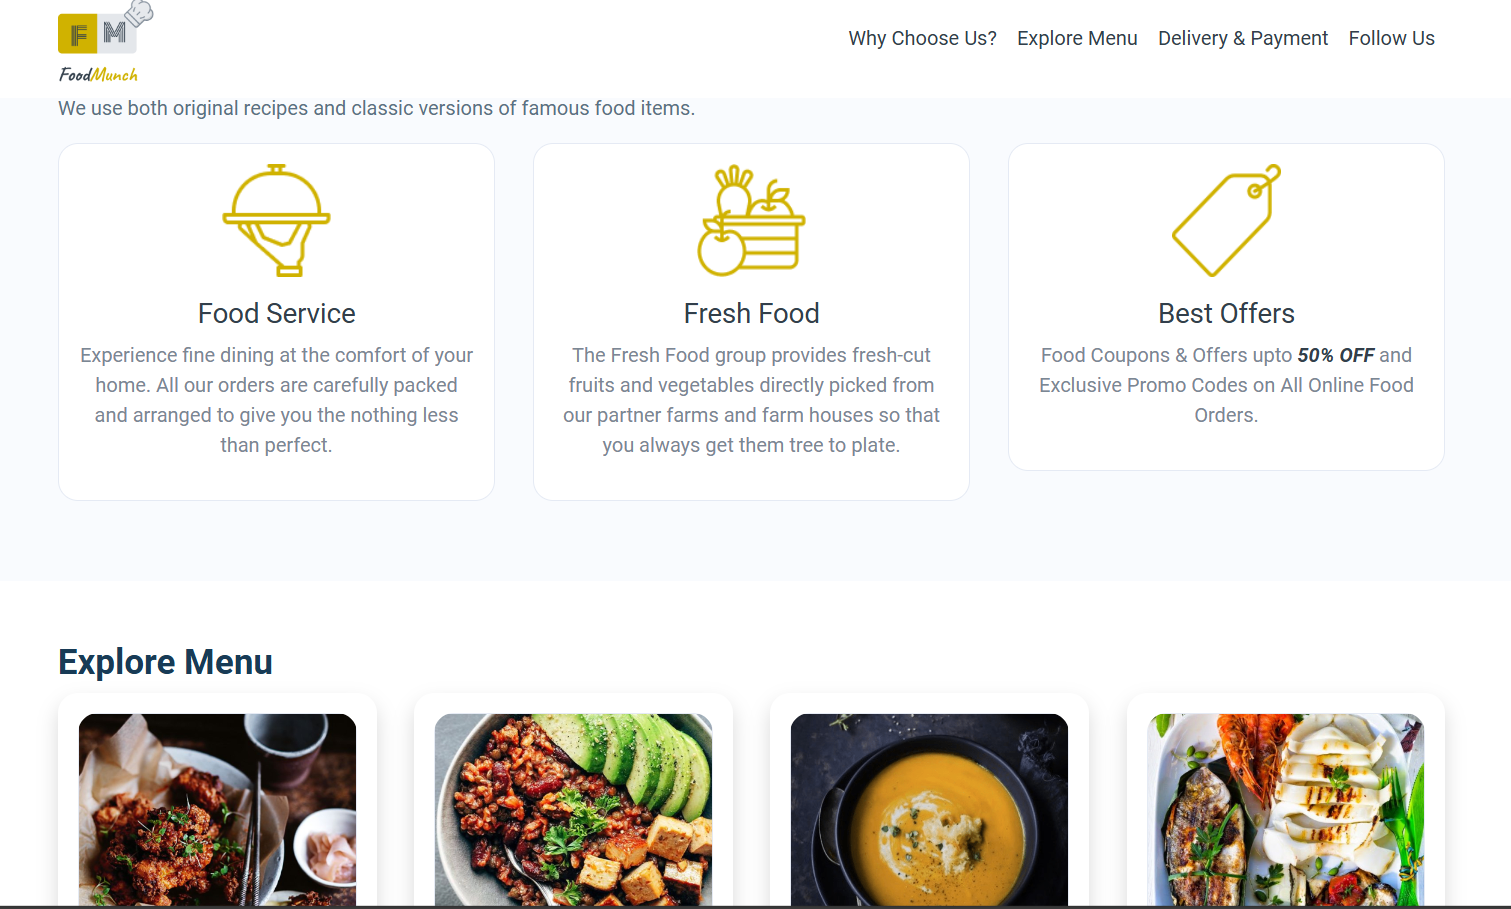 F M
FoodMunch
Why Choose Us? Explore Menu Delivery & Payment Follow Us
We use both original recipes and classic versions of famous food items.
Food Service
Experience fine dining at the comfort of your
home. All our orders are carefully packed
and arranged to give you the nothing less
than perfect.
Fresh Food
The Fresh Food group provides fresh-cut
fruits and vegetables directly picked from
our partner farms and farm houses so that
you always get them tree to plate.
Best Offers
Food Coupons & Offers upto 50% OFF and
Exclusive Promo Codes on All Online Food
Orders.
Explore Menu